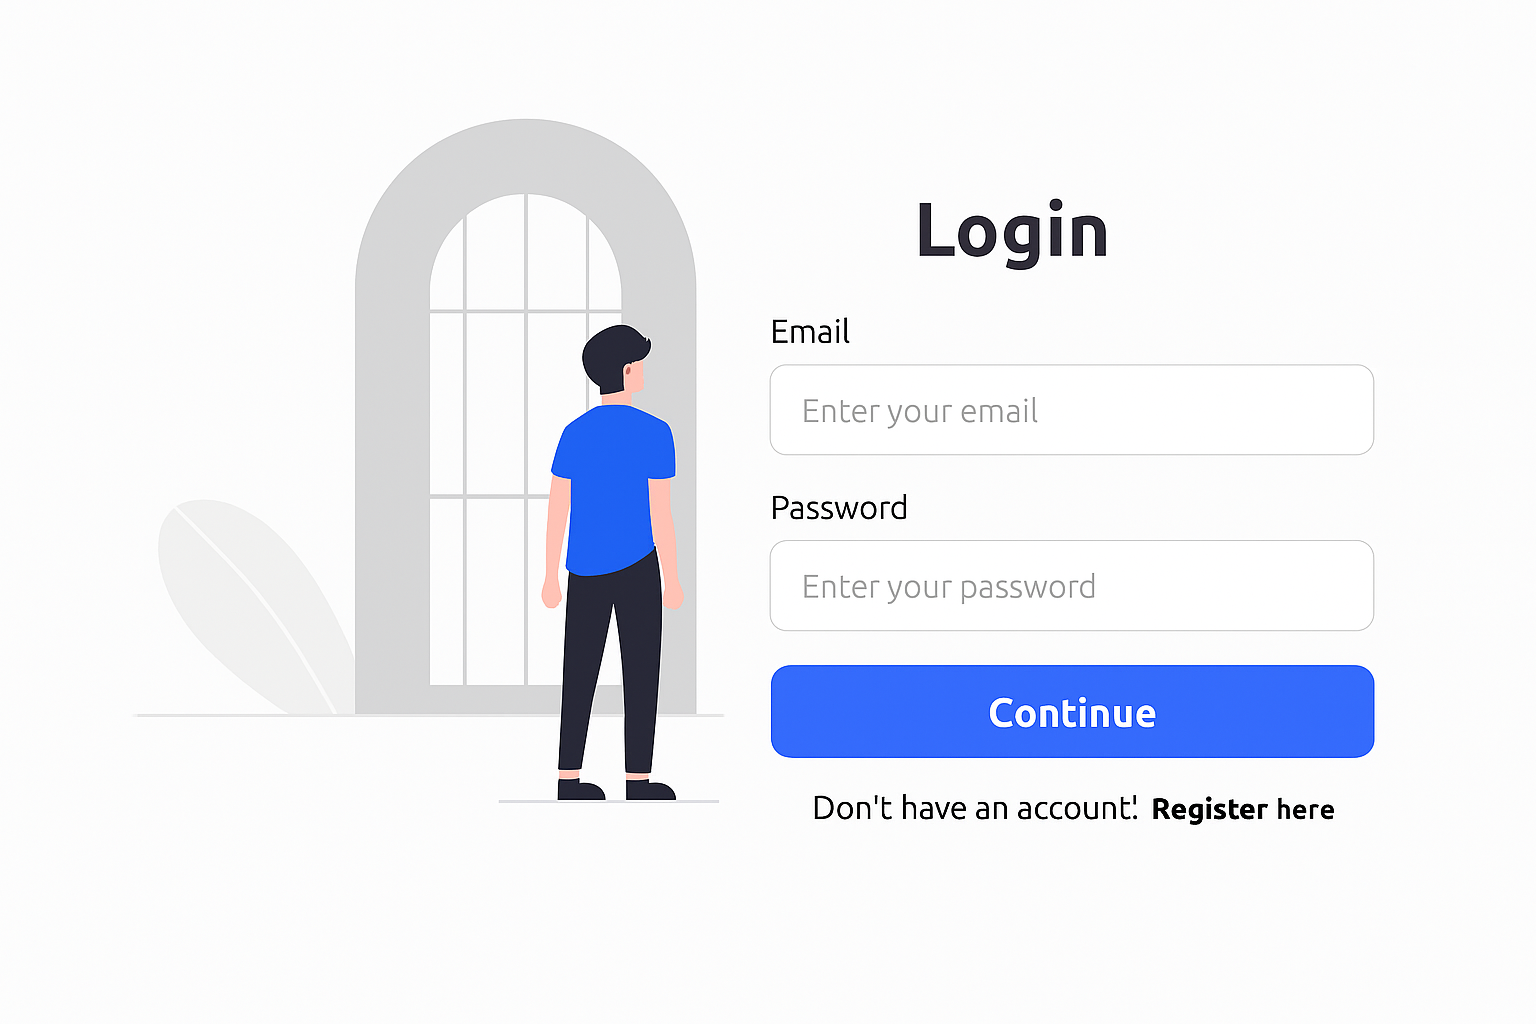 Login
Email
Enter your email
Password
Enter your password
Continue
Don't have an account! Register here